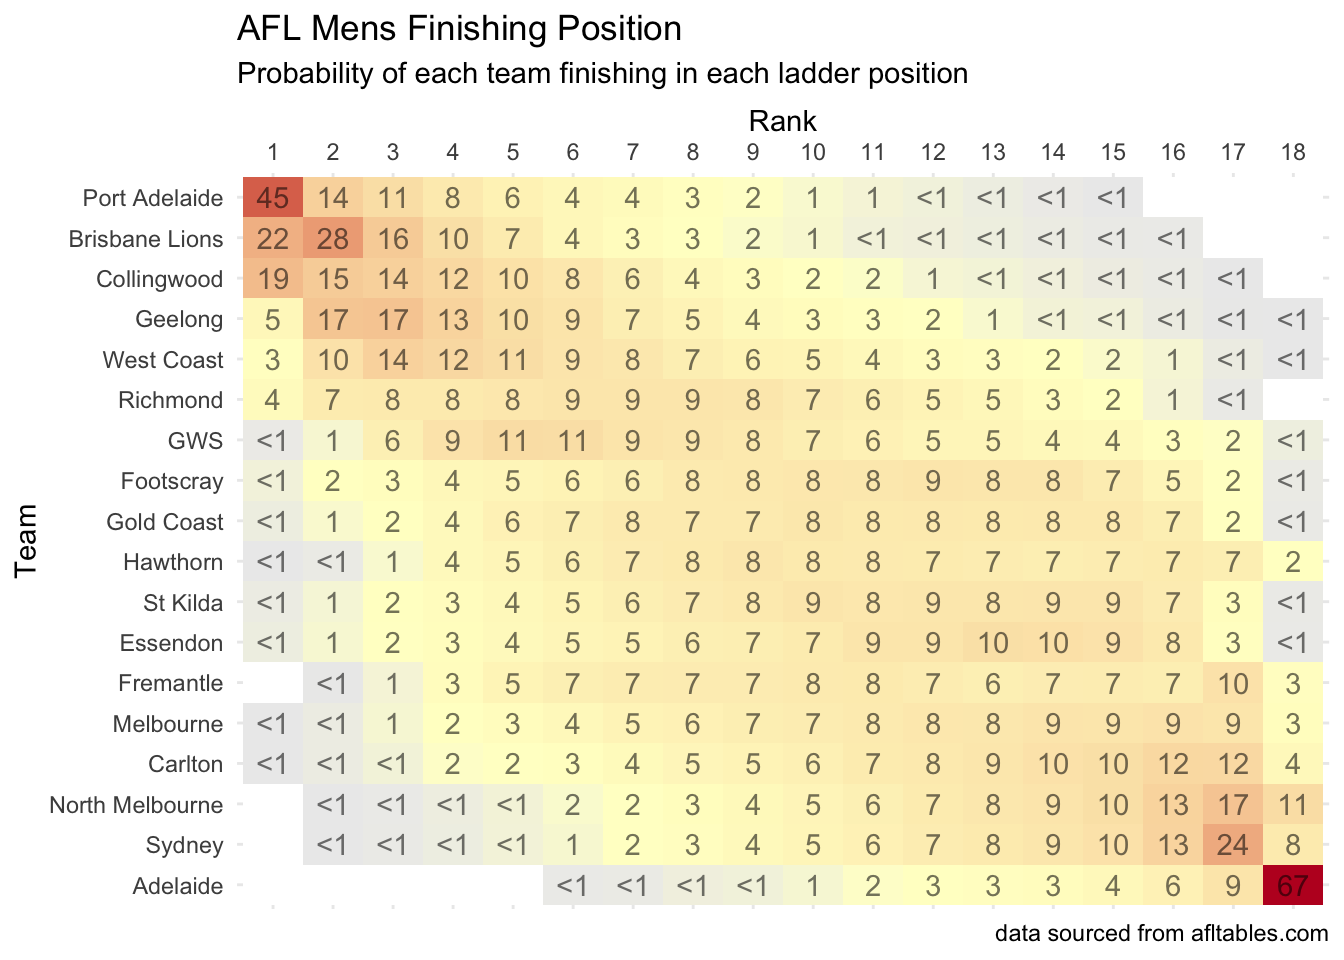 AFL Mens Finishing Position
Probability of each team finishing in each ladder position
Rank
1 2 3 4 5 6 7 8 9 10 11 12 13 14 15 16 17 18
Team
Port Adelaide 45 14 11 8 6 4 4 3 2 1 1 <1 <1 <1 <1
Brisbane Lions 22 28 16 10 7 4 3 3 2 1 <1 <1 <1 <1 <1 <1
Collingwood 19 15 14 12 10 8 6 4 3 2 2 1 <1 <1 <1 <1 <1
Geelong 5 17 17 13 10 9 7 5 4 3 3 2 1 <1 <1 <1 <1 <1
West Coast 3 10 14 12 11 9 8 7 6 5 4 3 3 2 2 1 <1 <1
Richmond 4 7 8 8 8 9 9 9 8 7 6 5 5 3 2 1 <1
GWS <1 1 6 9 11 11 9 9 8 7 6 5 5 4 4 3 2 <1
Footscray <1 2 3 4 5 6 6 8 8 8 8 9 8 8 7 5 2 <1
Gold Coast <1 1 2 4 6 7 8 7 7 8 8 8 8 8 8 7 2 <1
Hawthorn <1 <1 1 4 5 6 7 8 8 8 8 7 7 7 7 7 7 2
St Kilda <1 1 2 3 4 5 6 7 8 9 8 9 8 9 9 7 3 <1
Essendon <1 1 2 3 4 5 5 6 7 7 9 9 10 10 9 8 3 <1
Fremantle <1 1 3 5 7 7 7 7 8 8 7 6 7 7 7 10 3
Melbourne <1 <1 1 2 3 4 5 6 7 7 8 8 8 9 9 9 9 3
Carlton <1 <1 <1 2 2 3 4 5 5 6 7 8 9 10 10 12 12 4
North Melbourne <1 <1 <1 <1 2 2 3 4 5 6 7 8 9 10 13 17 11
Sydney <1 <1 <1 <1 1 2 3 4 5 6 7 8 9 10 13 24 8
Adelaide <1 <1 <1 <1 1 2 3 3 3 4 6 9 67
data sourced from afltables.com